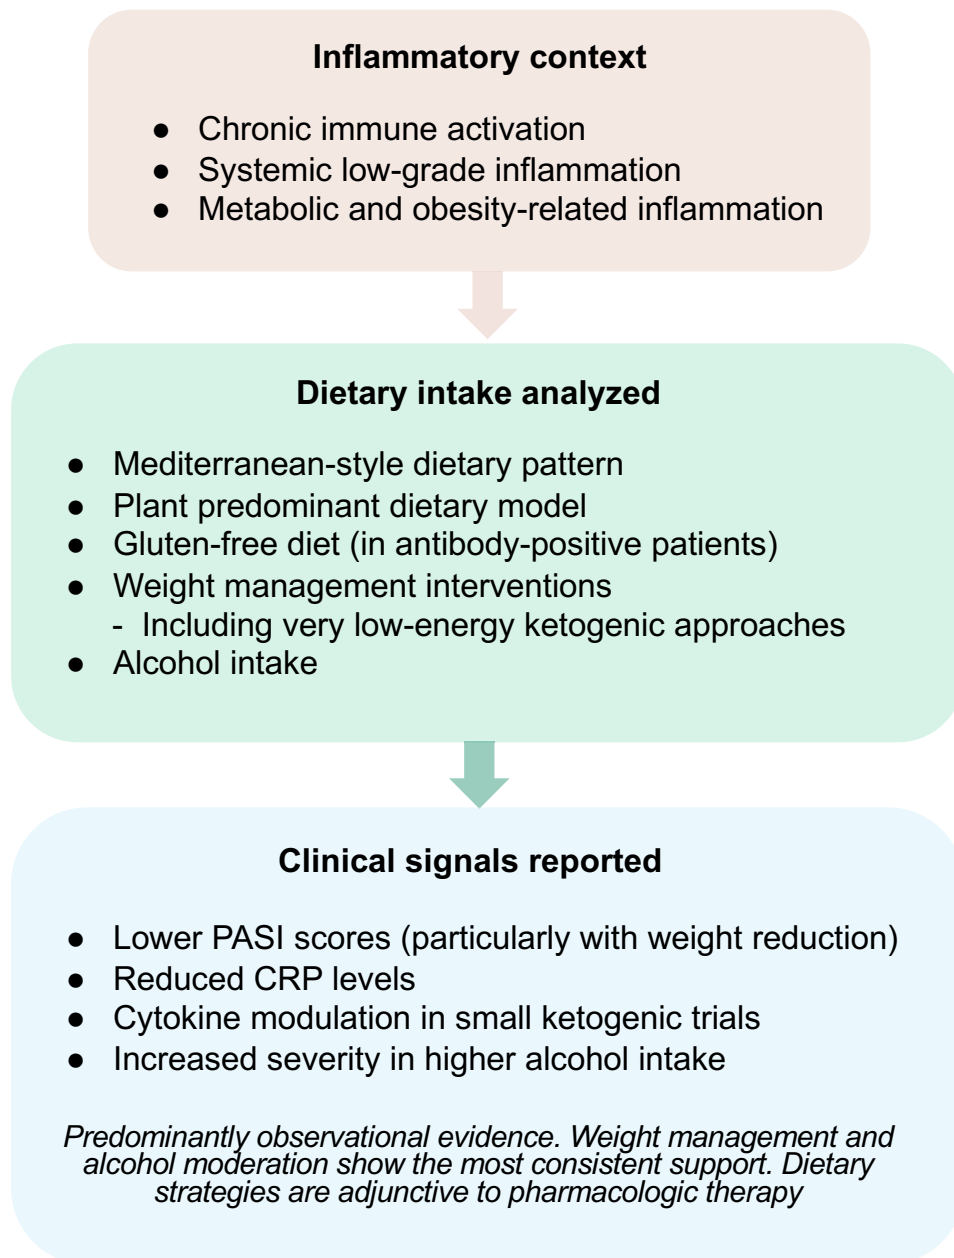 Inflammatory context
● Chronic immune activation
● Systemic low-grade inflammation
● Metabolic and obesity-related inflammation
Dietary intake analyzed
● Mediterranean-style dietary pattern
● Plant predominant dietary model
● Gluten-free diet (in antibody-positive patients)
● Weight management interventions
- Including very low-energy ketogenic approaches
● Alcohol intake
Clinical signals reported
● Lower PASI scores (particularly with weight reduction)
● Reduced CRP levels
● Cytokine modulation in small ketogenic trials
● Increased severity in higher alcohol intake
Predominantly observational evidence. Weight management and
alcohol moderation show the most consistent support. Dietary
strategies are adjunctive to pharmacologic therapy